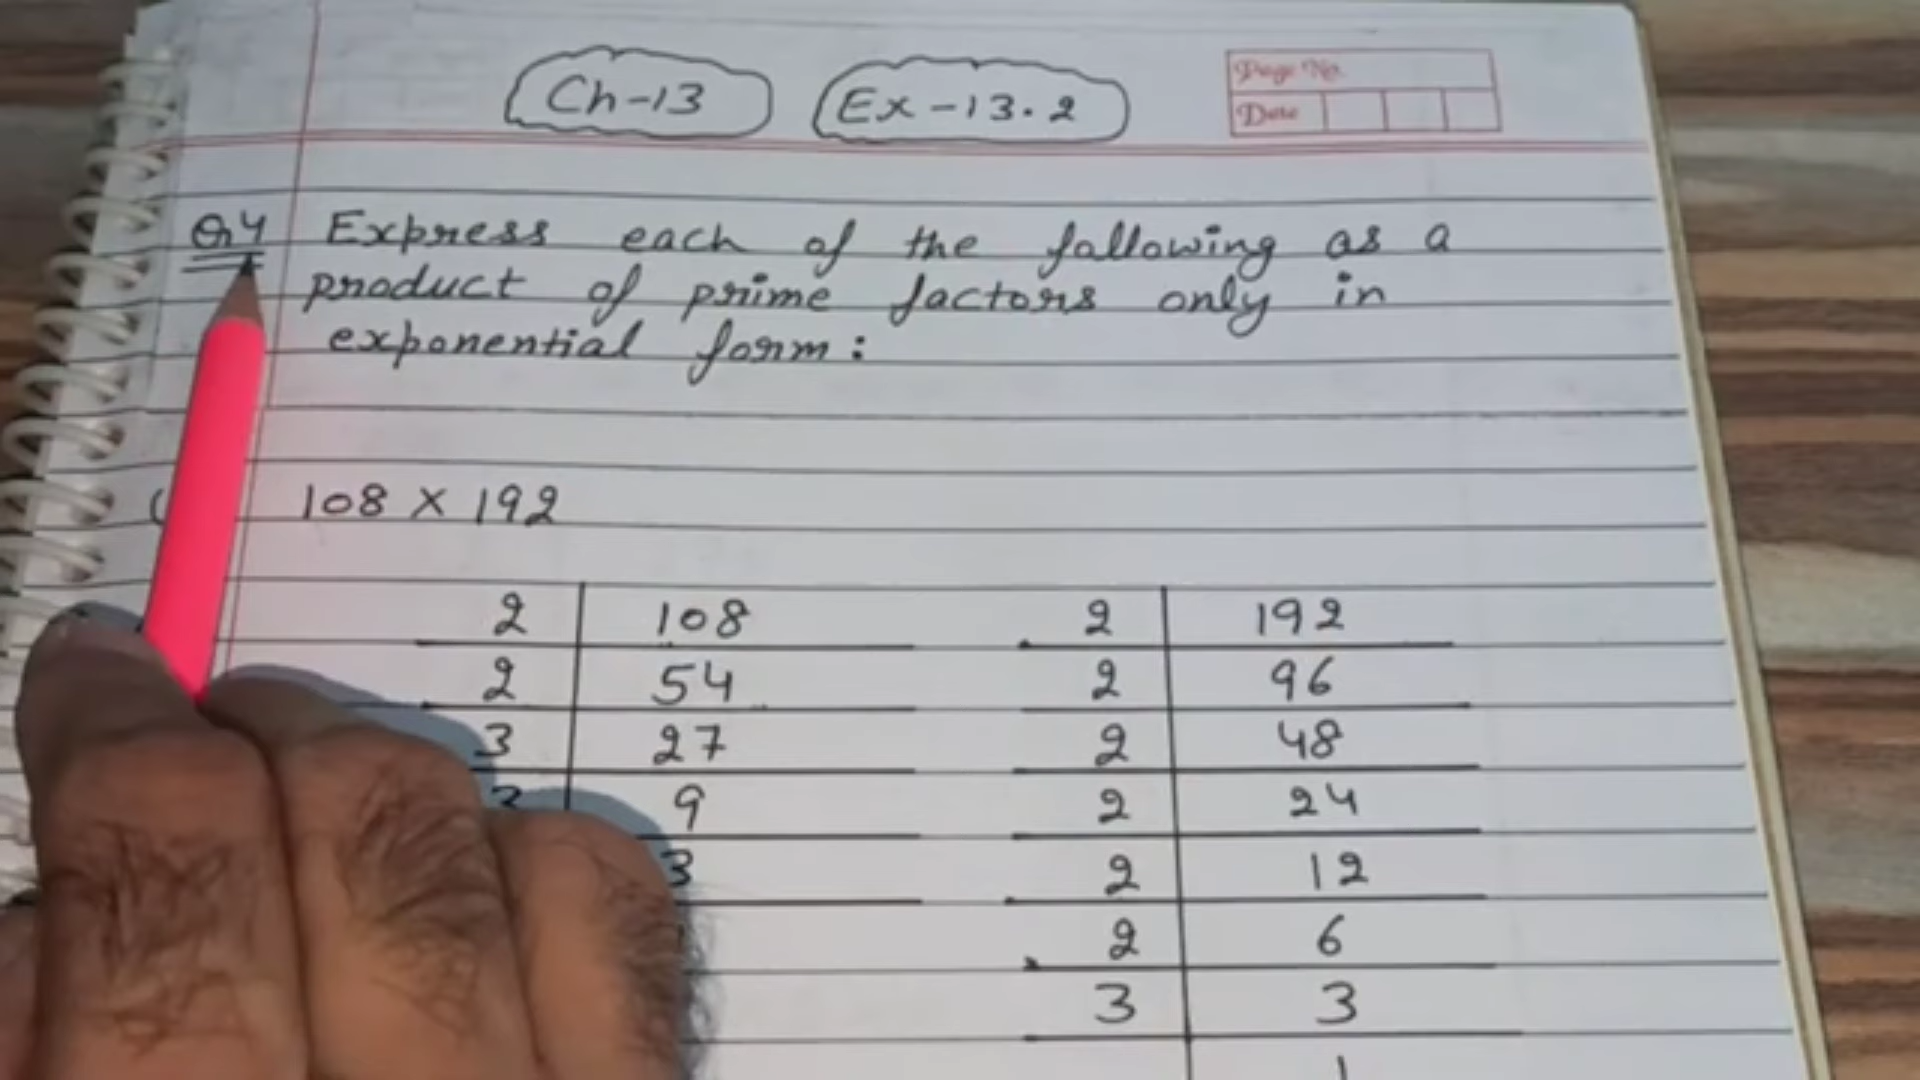 Ch-13 Ex-13.2
Page No.
Date
Q4 Express each of the following as a
product of prime factors only in
exponential form:
108 × 192
2 108 2 192
2 54 2 96
3 27 2 48
3 9 2 24
3 2 12
2 6
3 3
1